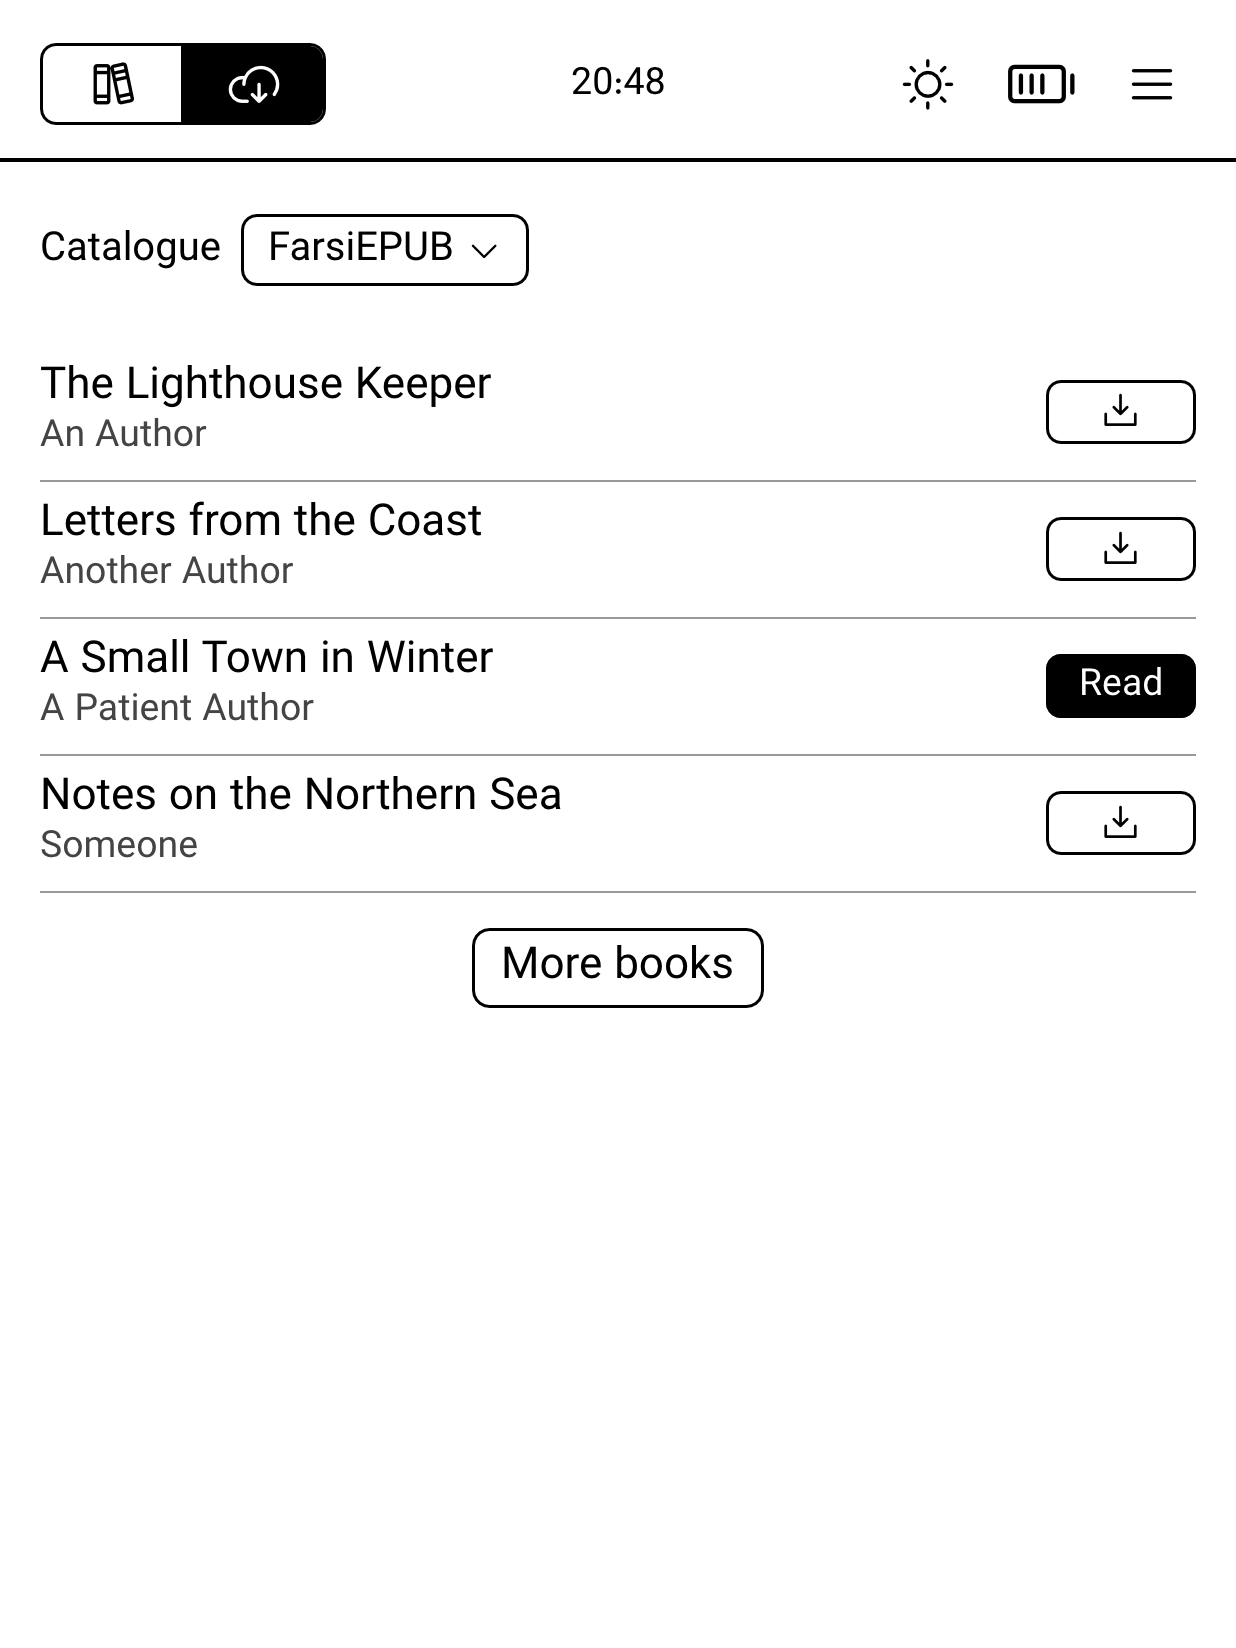 20:48
Catalogue FarsiEPUB
The Lighthouse Keeper
An Author
Letters from the Coast
Another Author
A Small Town in Winter
A Patient Author
Read
Notes on the Northern Sea
Someone
More books